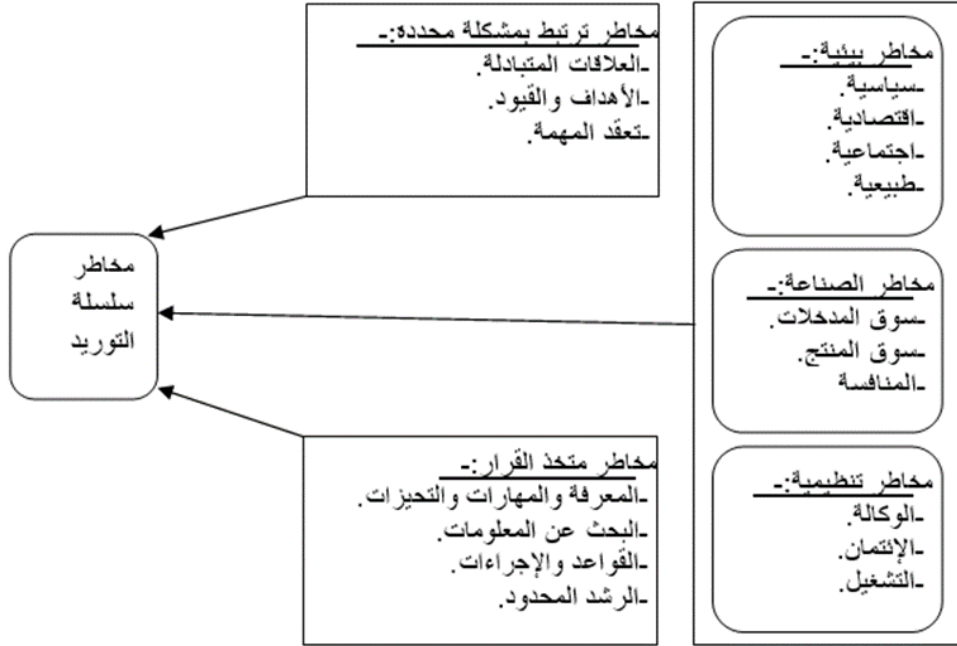 مخاطر بيئية:-
-سياسية.
-اقتصادية.
-اجتماعية.
-طبيعية.
مخاطر الصناعة:-
-سوق المدخلات.
-سوق المنتج.
-المنافسة
مخاطر تنظيمية:-
-الوكالة.
-الإئتمان.
-التشغيل.
مخاطر ترتبط بمشكلة محددة:-
-العلاقات المتبادلة.
-الأهداف والقيود.
-تعقد المهمة.
مخاطر متخذ القرار:-
-المعرفة والمهارات والتحيزات.
-البحث عن المعلومات.
-القواعد والإجراءات.
-الرشد المحدود.
مخاطر
سلسلة
التوريد